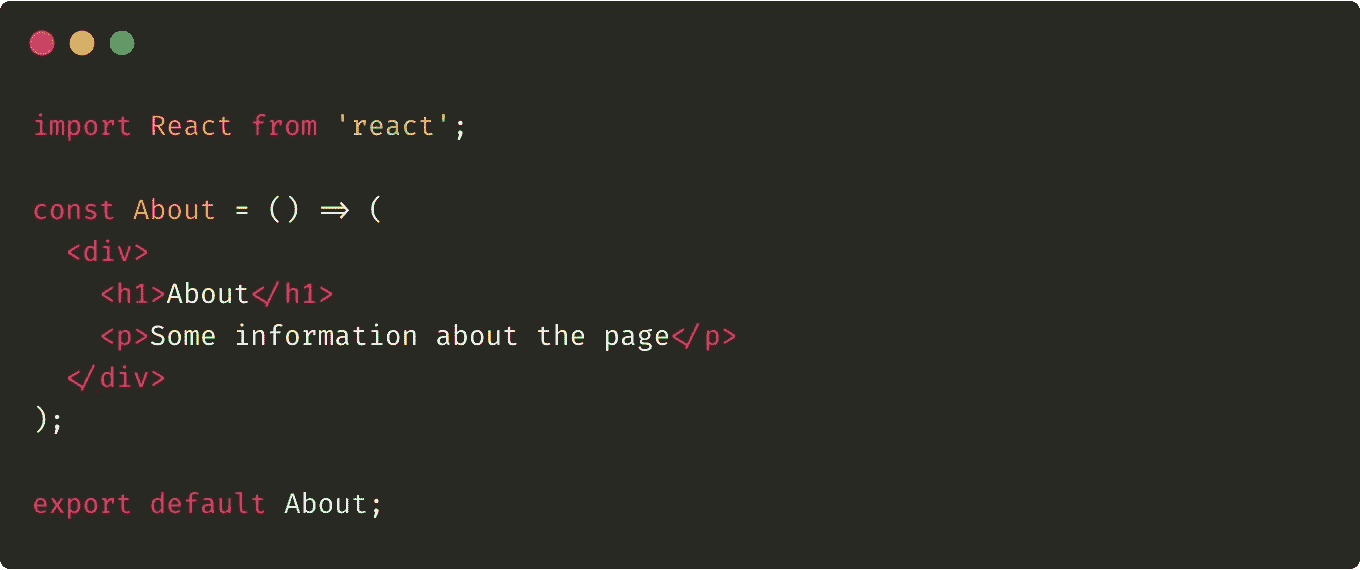 import React from 'react';
const About = () => (
  <div>
    <h1>About</h1>
    <p>Some information about the page</p>
  </div>
);
export default About;